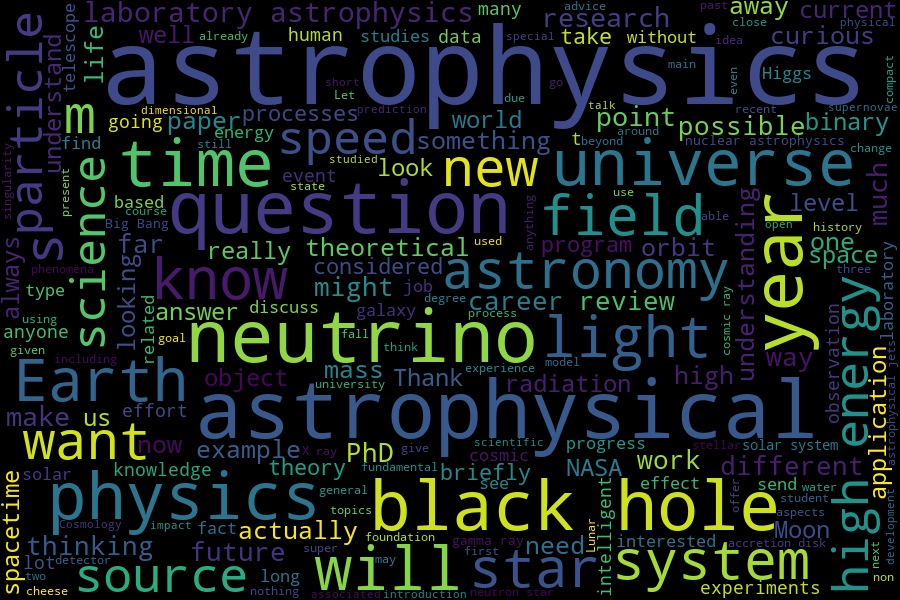 laboratory astrophysics
many
advice
past
away
current
telescope
well
already
human
studies
data
research
take
without
close
physical
special
idea
curious
life
particle
understand
astrophysics
main
even
Higgs
compact
short
go
Let
dimensional
m
going
paper
processes
world
prediction
due
talk
point
possible
binary
recent
supernovae
energy
speed
something
t
beyond
around
nuclear astrophysics
change
find
still
studied
time
event
look
new
universe
singularity
science
present
state
s
based
course
Big Bang
question
anything
field
use
able
understanding
level
much
open
history
year
always
far
really
theoretical
used
program
orbit
one
three
space
phenomena
looking
know
considered
astronomy
laboratory
type
might
job
degree
career
review
using
related
answer
discuss
galaxy
process
cosmic ray
anyone
goal
neutrino
fall
think
light
high energy
given
including
way
observation
astrophysical jets
Earth
object
mass
university
Thank
experience
model
radiation
high
application
make
us
effort
astrophysical
want
now
example
x ray
PhD
give
scientific
cosmic
progress
stellar
solar system
solar
knowledge
theory
fundamental
briefly
see
NASA
work
effect
different
offer
send
water
spacetime
physics
general
topics
black hole
intelligent
student
aspects
Cosmology
impact
fact
actually
foundation
gamma ray
need
Lunar
interested
Moon
accretion disk
development
thinking
future
super
first
system
next
lot
detector
source
long
will
may
star
two
non
cheese
nothing
associated
introduction
neutron star
experiments